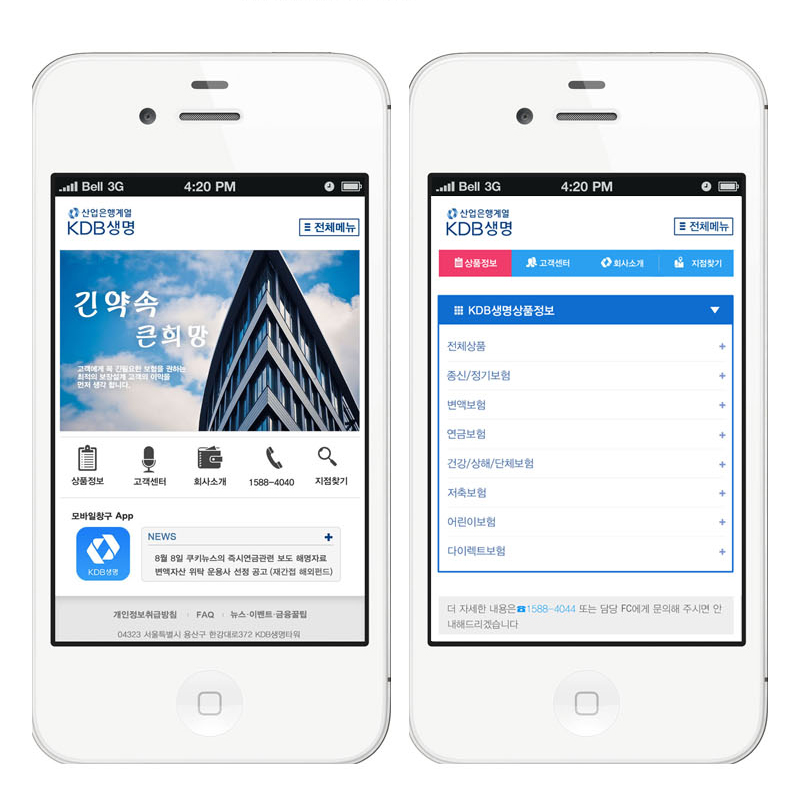 Bell 3G
4:20 PM
산업은행계열
KDB생명
전체메뉴
긴 약속
큰희망
고객에게 꼭 긴필요한 보험을 권하는
최적의 보장설계 고객의 이익을
먼저 생각 합니다.
상품정보
고객센터
회사소개
1588-4040
지점찾기
모바일창구 App
KDB생명
NEWS
+
8월 8일 쿠키뉴스의 즉시연금관련 보도 해명자료
변액자산 위탁 운용사 선정 공고 (재간접 해외펀드)
개인정보취급방침
FAQ
뉴스·이벤트·금융꿀팁
04323 서울특별시 용산구 한강대로372 KDB생명타워
Bell 3G
4:20 PM
산업은행계열
KDB생명
전체메뉴
상품정보
고객센터
회사소개
지점찾기
KDB생명상품정보
전체상품 +
종신/정기보험 +
변액보험 +
연금보험 +
건강/상해/단체보험 +
저축보험 +
어린이보험 +
다이렉트보험 +
더 자세한 내용은☎1588-4044 또는 담당 FC에게 문의해 주시면 안
내해드리겠습니다